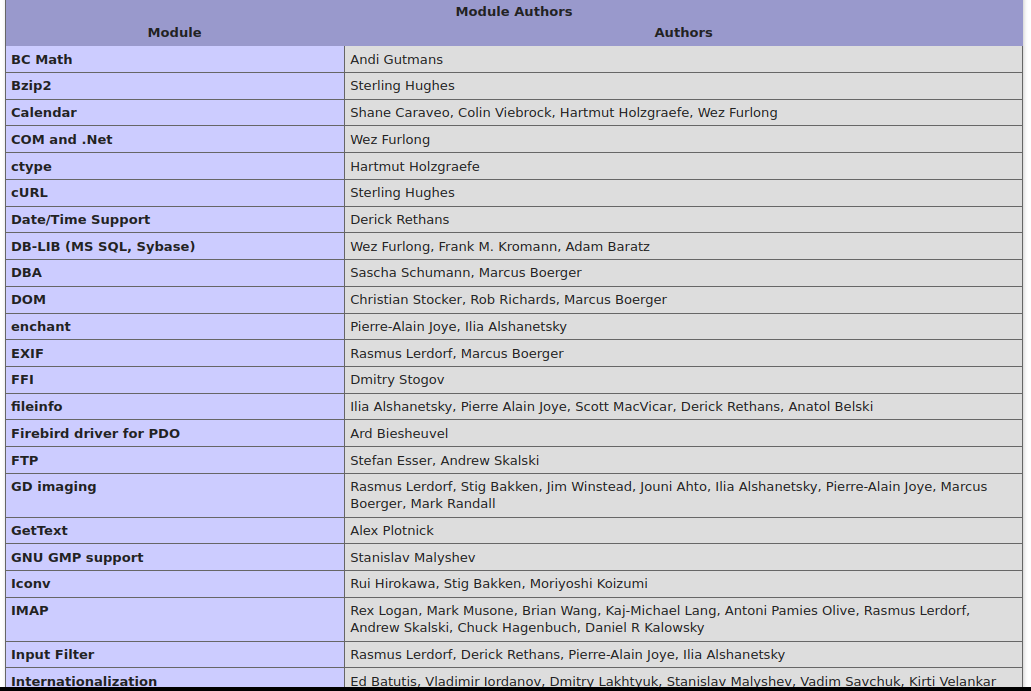 Module Authors
Module Authors
BC Math Andi Gutmans
Bzip2 Sterling Hughes
Calendar Shane Caraveo, Colin Viebrock, Hartmut Holzgraefe, Wez Furlong
COM and .Net Wez Furlong
ctype Hartmut Holzgraefe
cURL Sterling Hughes
Date/Time Support Derick Rethans
DB-LIB (MS SQL, Sybase) Wez Furlong, Frank M. Kromann, Adam Baratz
DBA Sascha Schumann, Marcus Boerger
DOM Christian Stocker, Rob Richards, Marcus Boerger
enchant Pierre-Alain Joye, Ilia Alshanetsky
EXIF Rasmus Lerdorf, Marcus Boerger
FFI Dmitry Stogov
fileinfo Ilia Alshanetsky, Pierre Alain Joye, Scott MacVicar, Derick Rethans, Anatol Belski
Firebird driver for PDO Ard Biesheuvel
FTP Stefan Esser, Andrew Skalski
GD imaging Rasmus Lerdorf, Stig Bakken, Jim Winstead, Jouni Ahto, Ilia Alshanetsky, Pierre-Alain Joye, Marcus
Boerger, Mark Randall
GetText Alex Plotnick
GNU GMP support Stanislav Malyshev
Iconv Rui Hirokawa, Stig Bakken, Moriyoshi Koizumi
IMAP Rex Logan, Mark Musone, Brian Wang, Kaj-Michael Lang, Antoni Pamies Olive, Rasmus Lerdorf,
Andrew Skalski, Chuck Hagenbuch, Daniel R Kalowsky
Input Filter Rasmus Lerdorf, Derick Rethans, Pierre-Alain Joye, Ilia Alshanetsky
Internationalization Ed Batutis, Vladimir Iordanov, Dmitry Lakhtyuk, Stanislav Malyshev, Vadim Savchuk, Kirti Velankar